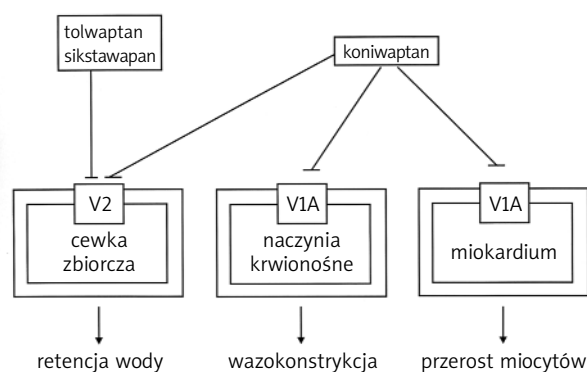 tolwaptan
sikstawapan
koniwaptan
V2
V1A
V1A
cewka
zbiorcza
naczynia
krwionośne
miokardium
retencja wody
wazokonstrykcja
przerost miocytów